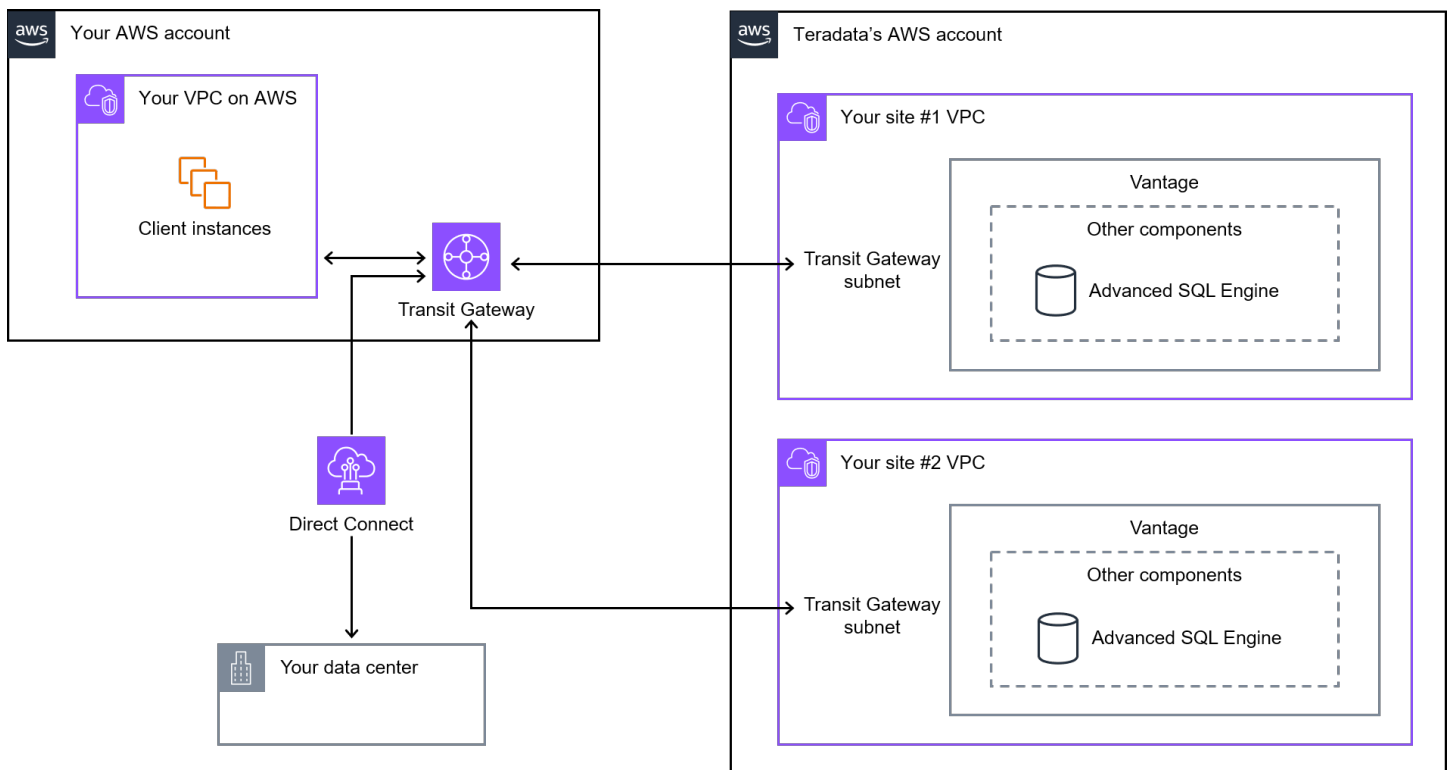 aws
Your AWS account
Your VPC on AWS
Client instances
Transit Gateway
Direct Connect
Your data center
aws
Teradata’s AWS account
Your site #1 VPC
Transit Gateway
subnet
Vantage
Other components
Advanced SQL Engine
Your site #2 VPC
Transit Gateway
subnet
Vantage
Other components
Advanced SQL Engine